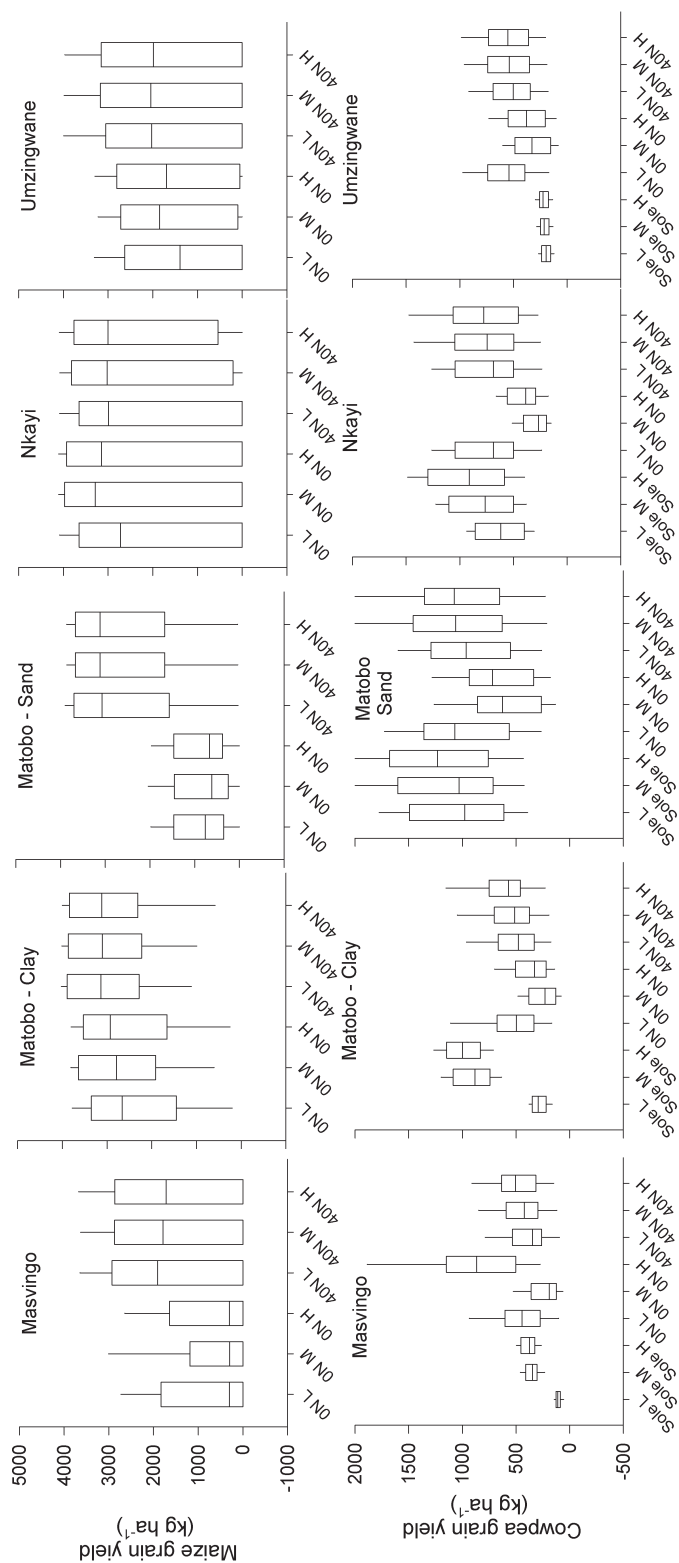 Maize grain yield
(kg ha-1)
5000
4000
3000
2000
1000
0
-1000
Masvingo
0N L
0N M
0N H
40N L
40N M
40N H
Matobo - Clay
0N L
0N M
0N H
40N L
40N M
40N H
Matobo - Sand
0N L
0N M
0N H
40N L
40N M
40N H
Nkayi
0N L
0N M
0N H
40N L
40N M
40N H
Umzingwane
0N L
0N M
0N H
40N L
40N M
40N H
Cowpea grain yield
(kg ha-1)
2000
1500
1000
500
0
-500
Masvingo
Sole L
Sole M
Sole H
0N L
0N M
0N H
40N L
40N M
40N H
Matobo - Clay
Sole L
Sole M
Sole H
0N L
0N M
0N H
40N L
40N M
40N H
Matobo
Sand
Sole L
Sole M
Sole H
0N L
0N M
0N H
40N L
40N M
40N H
Nkayi
Sole L
Sole M
Sole H
0N L
0N M
0N H
40N L
40N M
40N H
Umzingwane
Sole L
Sole M
Sole H
0N L
0N M
0N H
40N L
40N M
40N H